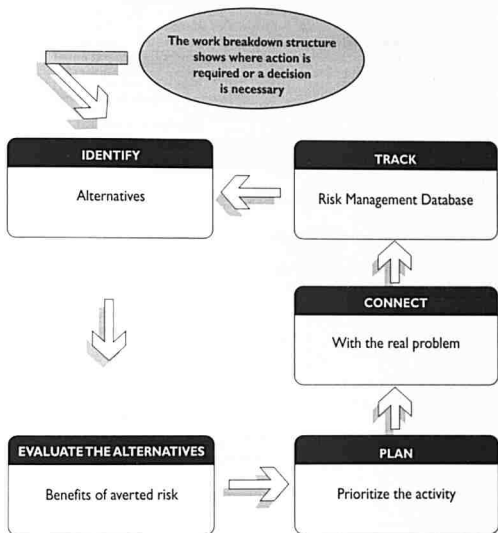 The work breakdown structure
shows where action is
required or a decision
is necessary
IDENTIFY
Alternatives
TRACK
Risk Management Database
CONNECT
With the real problem
EVALUATE THE ALTERNATIVES
Benefits of averted risk
PLAN
Prioritize the activity